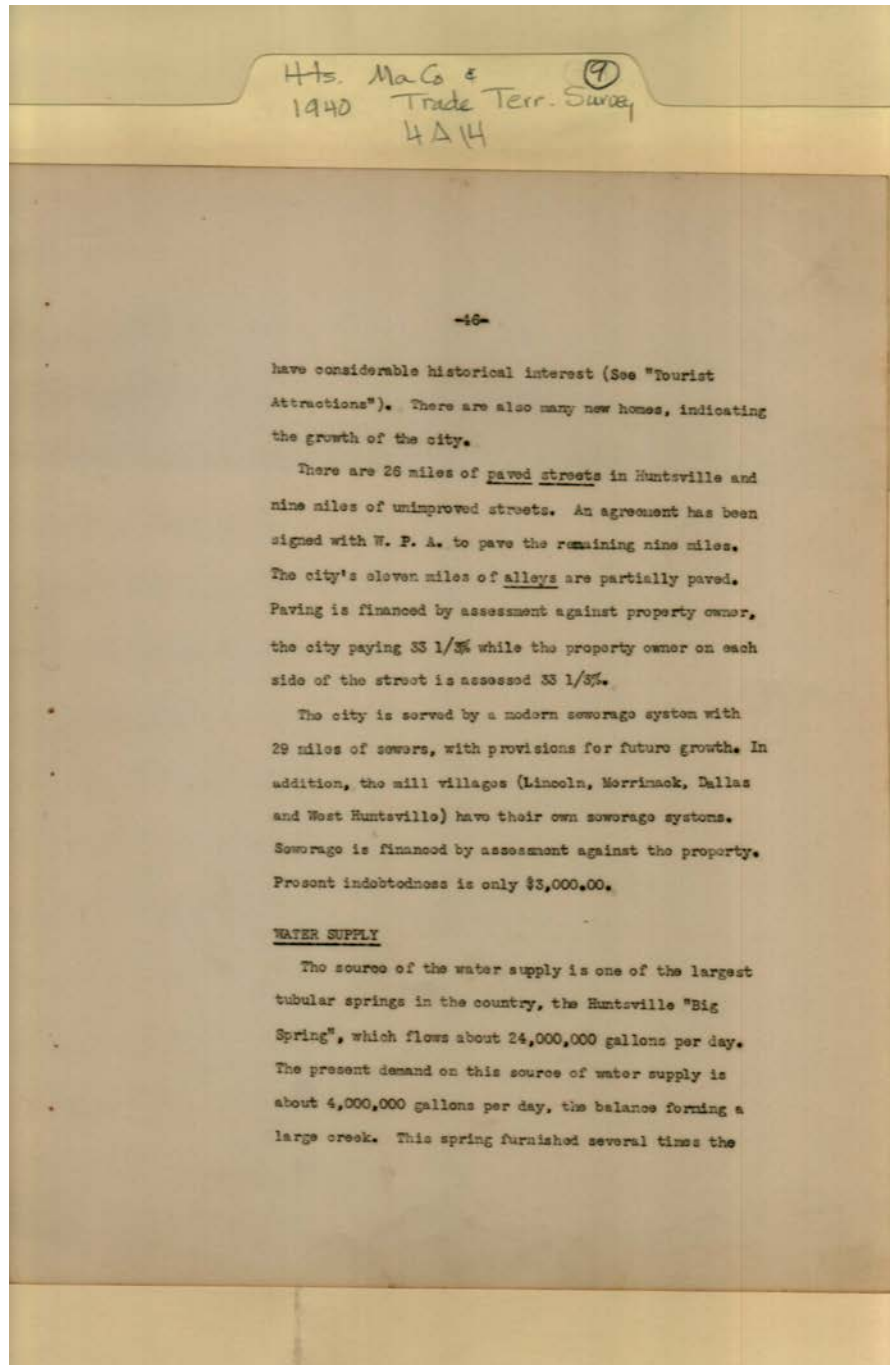 Hts. Ma Co & 9
1940 Trade Terr. Survey
4 A 14
-46-
have considerable historical interest (See "Tourist
Attractions"). There are also many new homes, indicating
the growth of the city.
There are 26 miles of paved streets in Huntsville and
nine miles of unimproved streets. An agreement has been
signed with W. P. A. to pave the remaining nine miles.
The city's eleven miles of alleys are partially paved.
Paving is financed by assessment against property owner,
the city paying 33 1/3% while the property owner on each
side of the street is assessed 33 1/3%.
The city is served by a modern sewerage system with
29 miles of sewers, with provisions for future growth. In
addition, the mill villages (Lincoln, Merrimack, Dallas
and West Huntsville) have their own sewerage systems.
Sewerage is financed by assessment against the property.
Present indebtedness is only $3,000.00.
WATER SUPPLY
The source of the water supply is one of the largest
tubular springs in the country, the Huntsville "Big
Spring", which flows about 24,000,000 gallons per day.
The present demand on this source of water supply is
about 4,000,000 gallons per day, the balance forming a
large creek. This spring furnished several times the